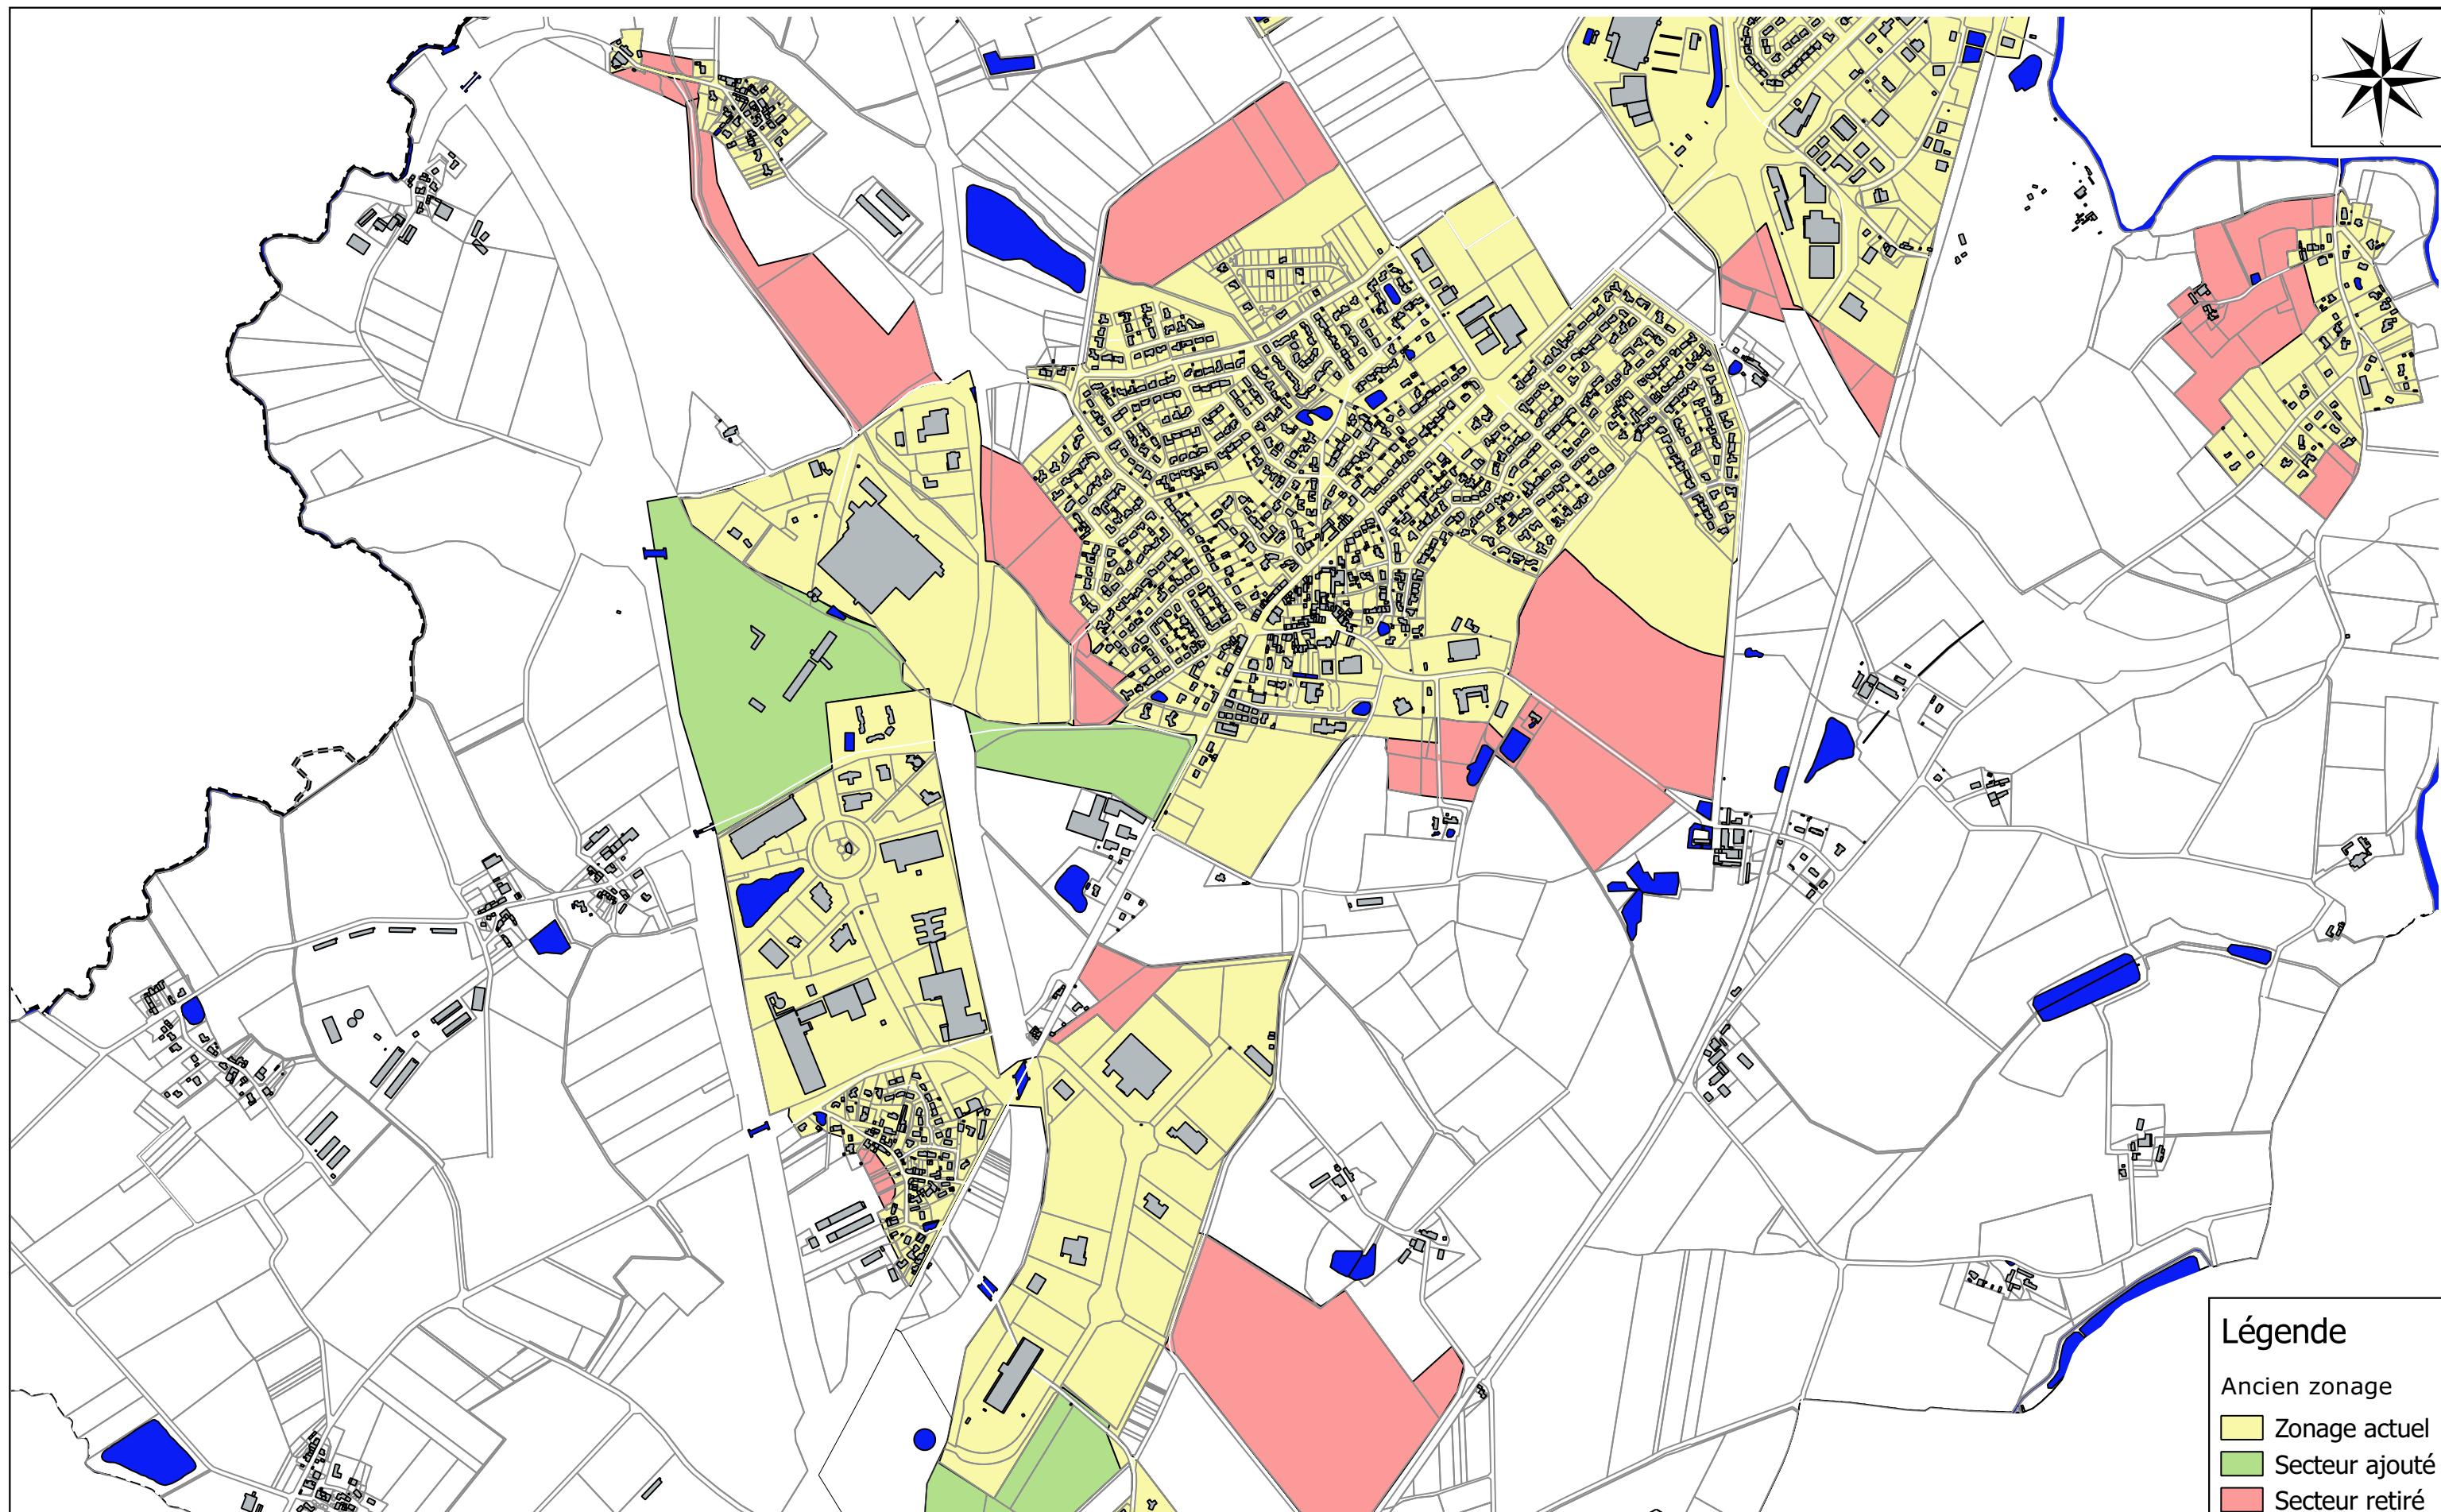 N
O
S
Légende
Ancien zonage
Zonage actuel
Secteur ajouté
Secteur retiré